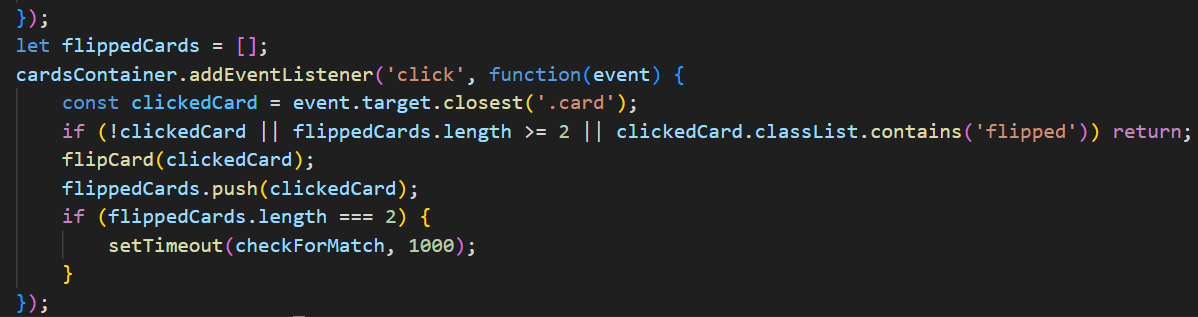 });
let flippedCards = [];
cardsContainer.addEventListener('click', function(event) {
    const clickedCard = event.target.closest('.card');
    if (!clickedCard || flippedCards.length >= 2 || clickedCard.classList.contains('flipped')) return;
    flipCard(clickedCard);
    flippedCards.push(clickedCard);
    if (flippedCards.length === 2) {
        setTimeout(checkForMatch, 1000);
    }
});